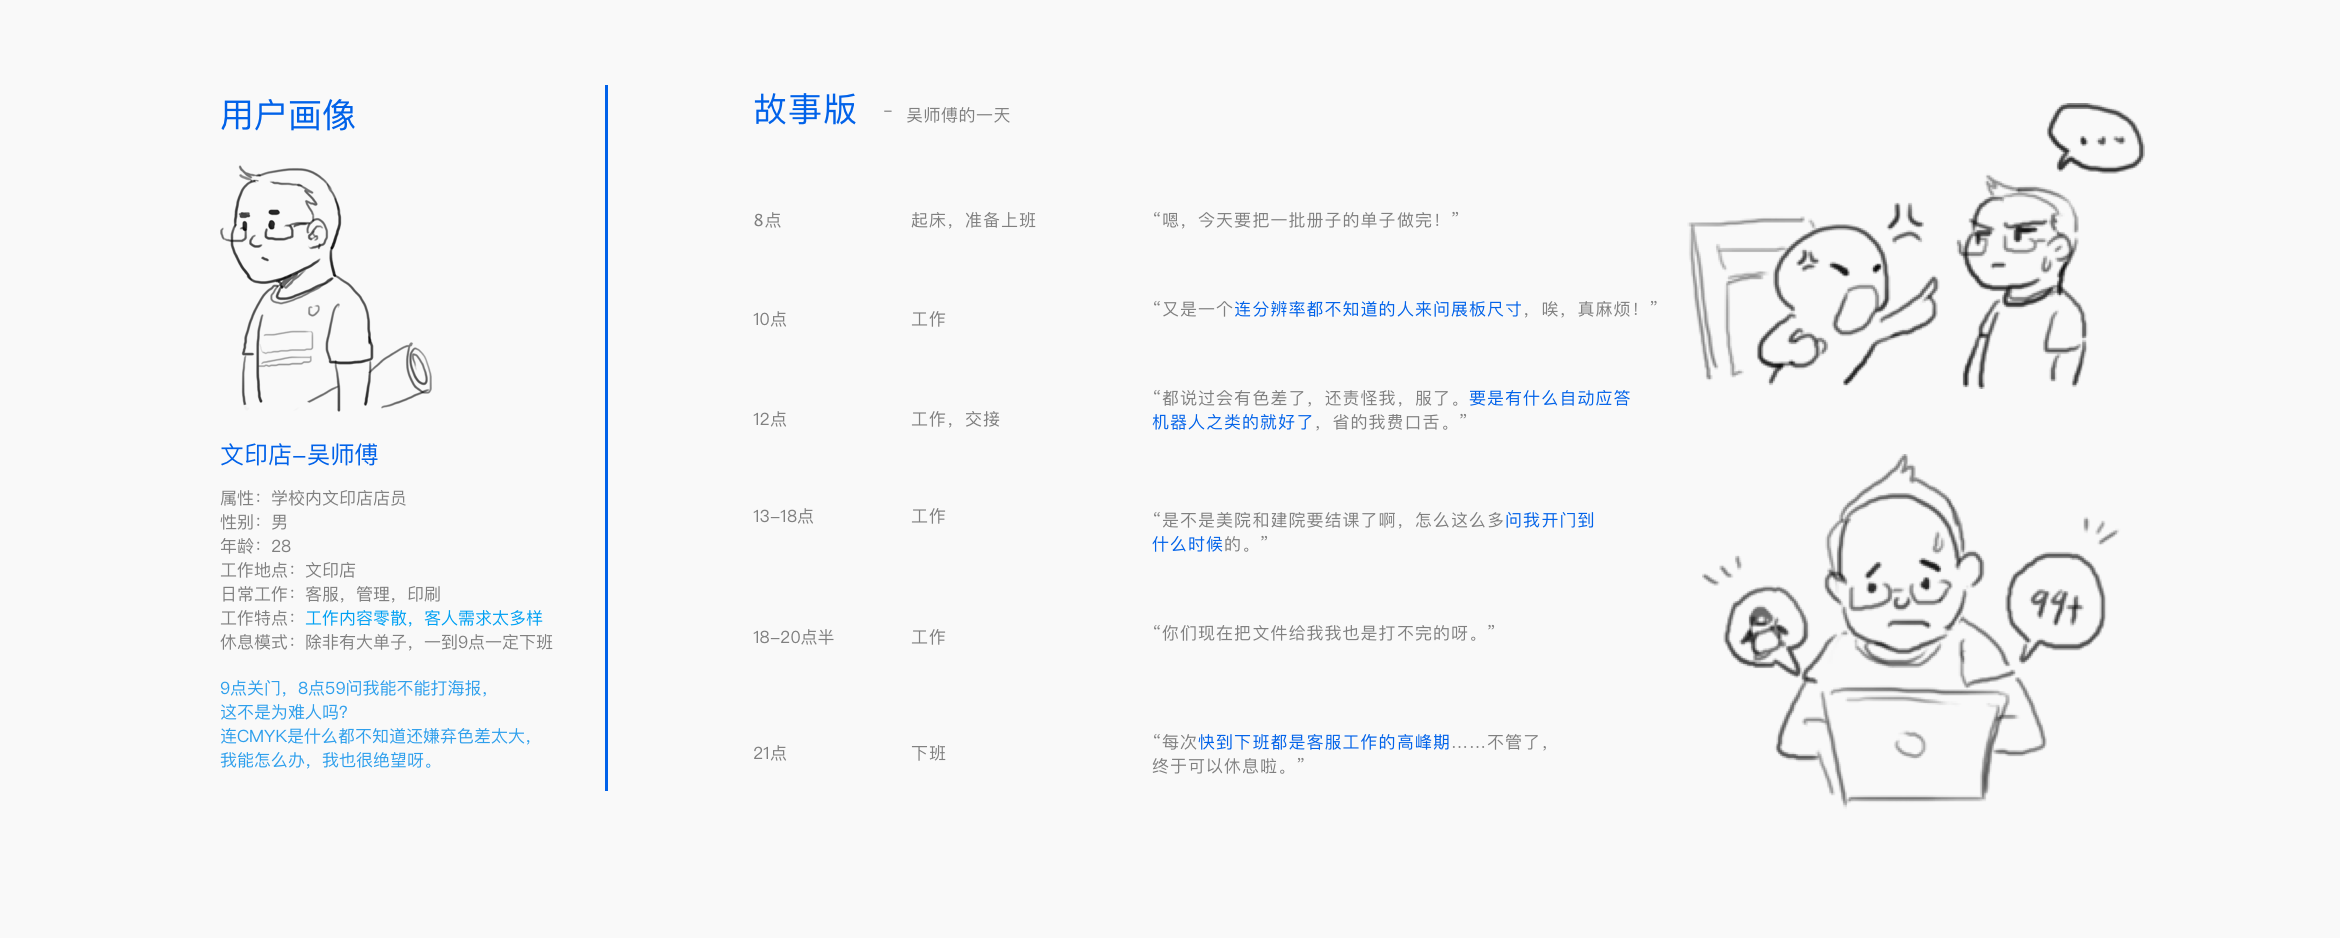 用户画像
文印店-吴师傅
属性：学校内文印店店员
性别：男
年龄：28
工作地点：文印店
日常工作：客服，管理，印刷
工作特点：工作内容零散，客人需求太多样
休息模式：除非有大单子，一到9点一定下班
9点关门，8点59问我能不能打海报，
这不是为难人吗?
连CMYK是什么都不知道还嫌弃色差太大，
我能怎么办，我也很绝望呀。
故事版 - 吴师傅的一天
8点 起床，准备上班 “嗯，今天要把一批册子的单子做完！”
10点 工作 “又是一个连分辨率都不知道的人来问展板尺寸，唉，真麻烦！”
12点 工作，交接 “都说过会有色差了，还责怪我，服了。要是有什么自动应答
机器人之类的就好了，省的我费口舌。”
13-18点 工作 “是不是美院和建院要结课了啊，怎么这么多问我开门到
什么时候的。”
18-20点半 工作 “你们现在把文件给我我也是打不完的呀。”
21点 下班 “每次快到下班都是客服工作的高峰期……不管了，
终于可以休息啦。”
...
99+